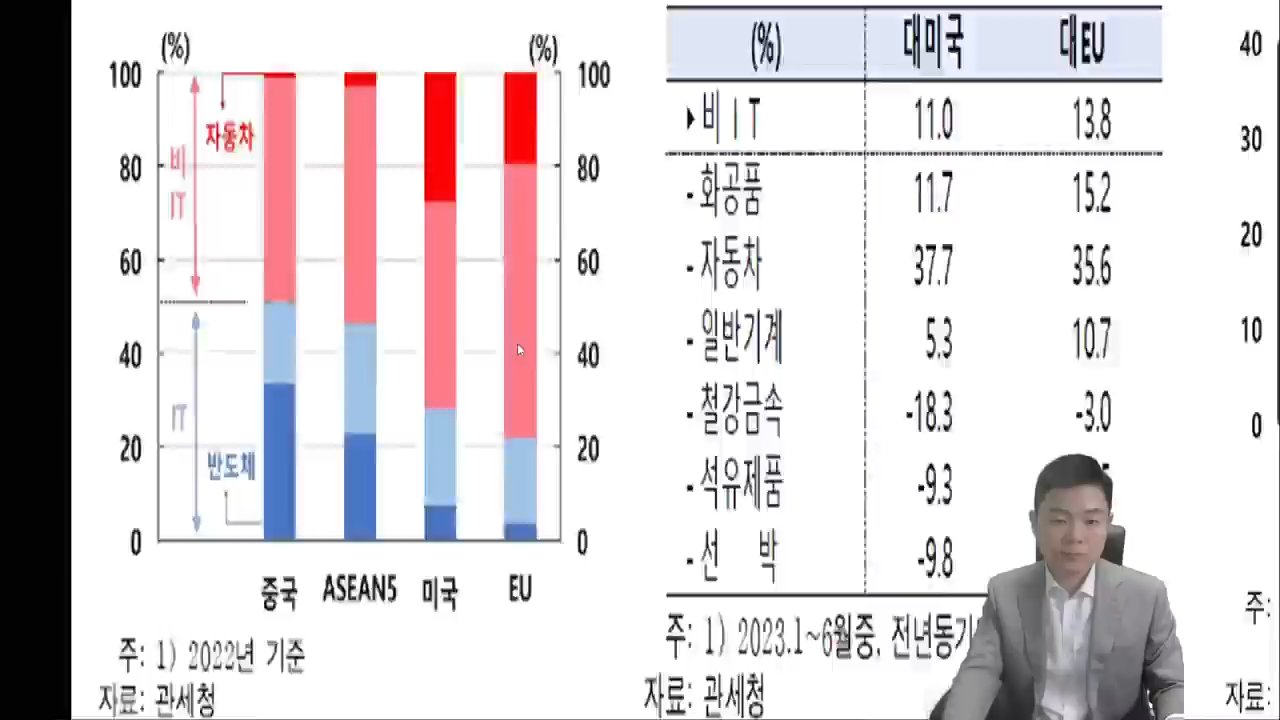 (%)
(%)
100
80
60
40
20
0
100
80
60
40
20
0
자동차
비
IT
IT
반도체
중국 ASEAN5 미국 EU
주: 1) 2022년 기준
자료: 관세청
(%) 대미국 대EU
▶비 I T 11.0 13.8
- 화공품 11.7 15.2
- 자동차 37.7 35.6
- 일반기계 5.3 10.7
- 철강금속 -18.3 -3.0
- 석유제품 -9.3
- 선 박 -9.8
주: 1) 2023.1~6월중, 전년동기
자료: 관세청
40
30
20
10
0
주:
자료: